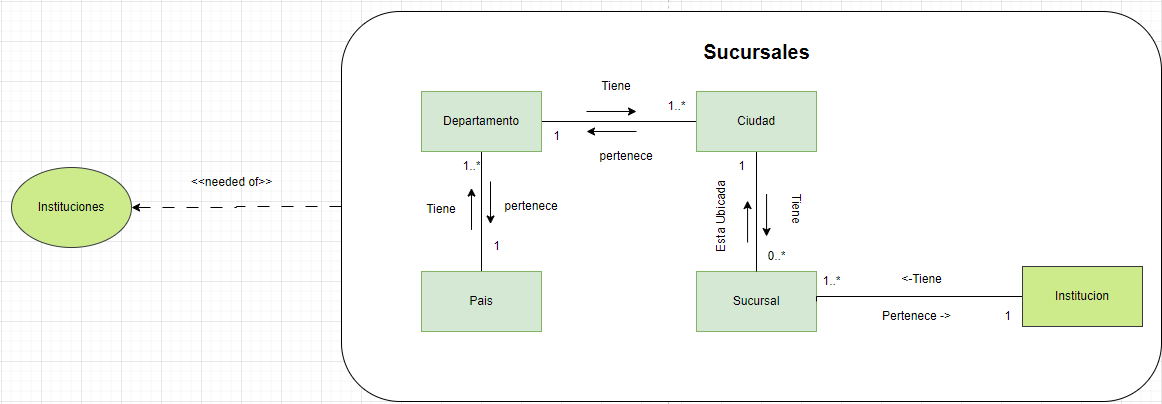 Sucursales
Tiene
Departamento
1
1..*
Ciudad
pertenece
1..*
1
<<needed of>>
Instituciones
Tiene
pertenece
Esta Ubicada
Tiene
1
0..*
Pais
Sucursal
1..*
<-Tiene
Institucion
Pertenece ->
1